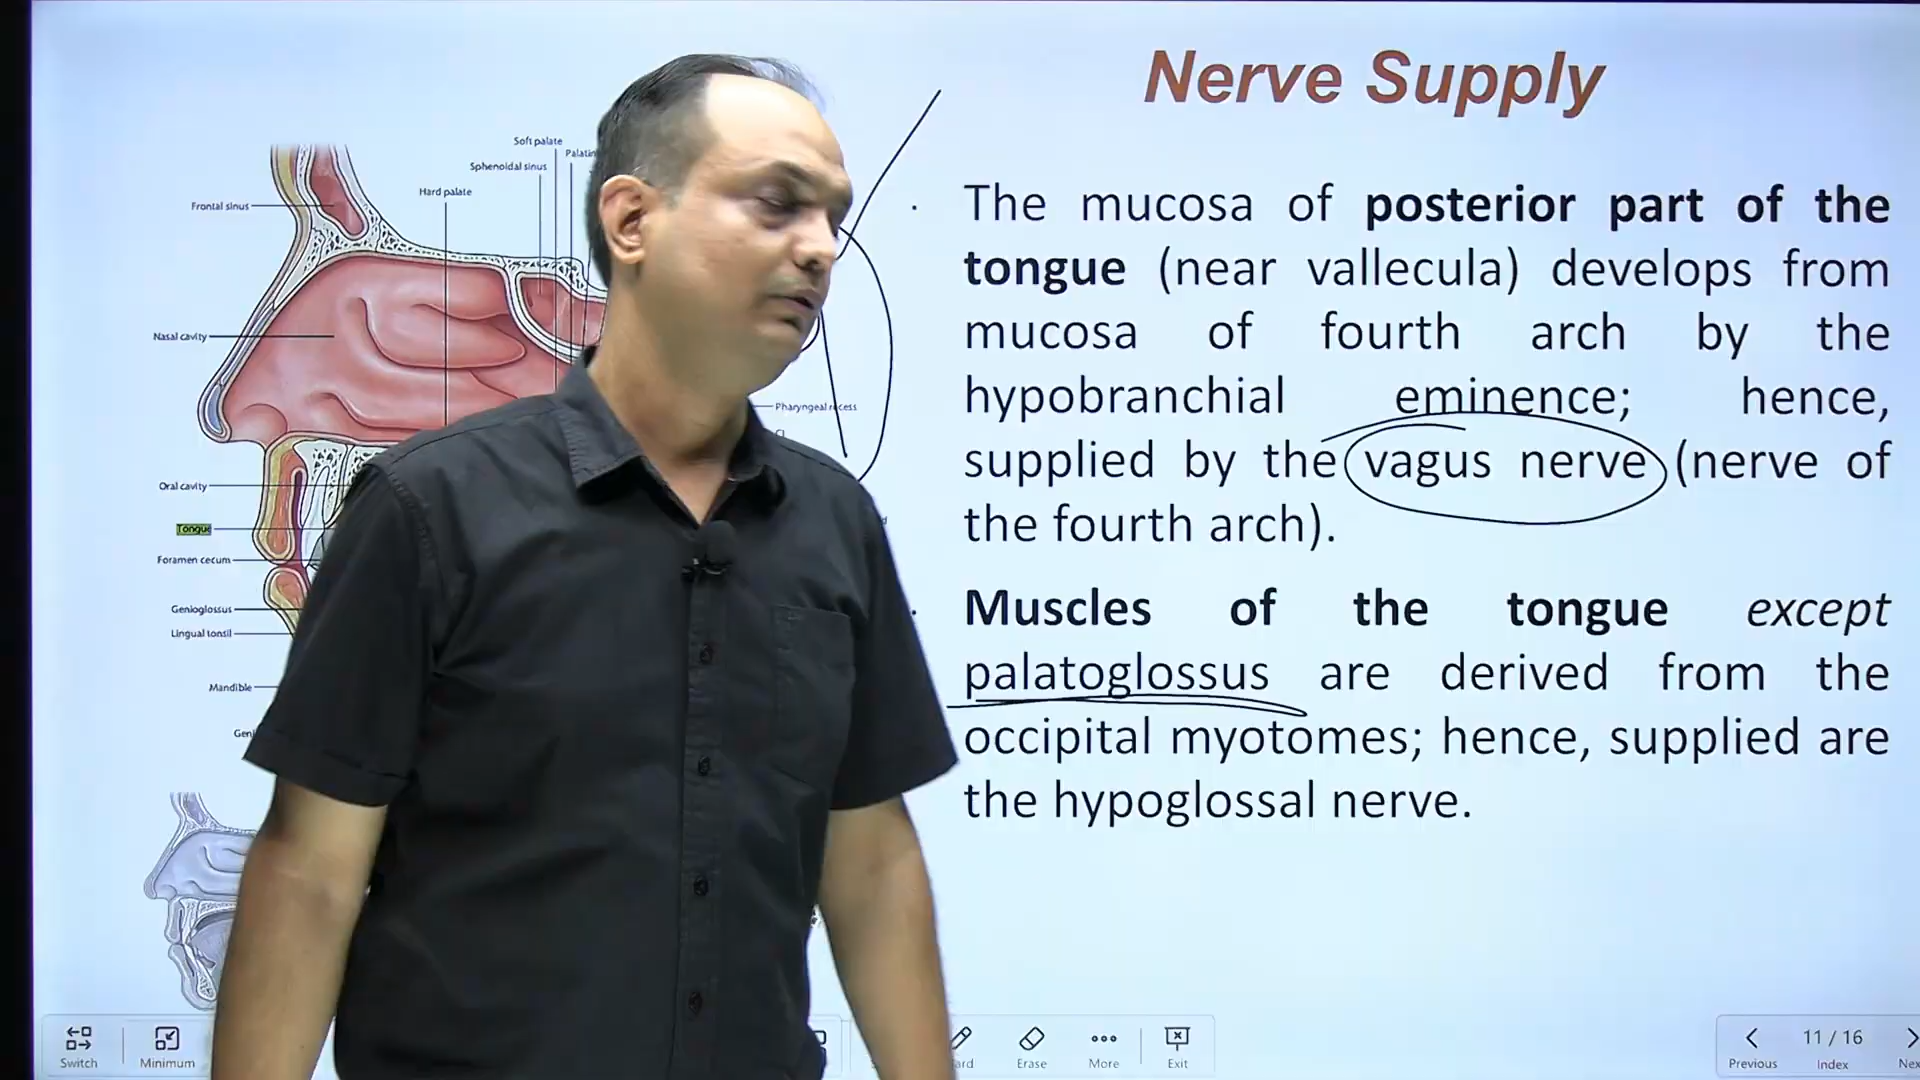 Nerve Supply
The mucosa of posterior part of the
tongue (near vallecula) develops from
mucosa of fourth arch by the
hypobranchial eminence; hence,
supplied by the vagus nerve (nerve of
the fourth arch).
Muscles of the tongue except
palatoglossus are derived from the
occipital myotomes; hence, supplied are
the hypoglossal nerve.
Soft palate
Sphenoidal sinus
Hard palate
Frontal sinus
Nasal cavity
Pharyngeal recess
Oral cavity
Tongue
Foramen cecum
Genioglossus
Lingual tonsil
Mandible
Switch
Minimum
Erase
More
Exit
Previous
11 / 16
Index